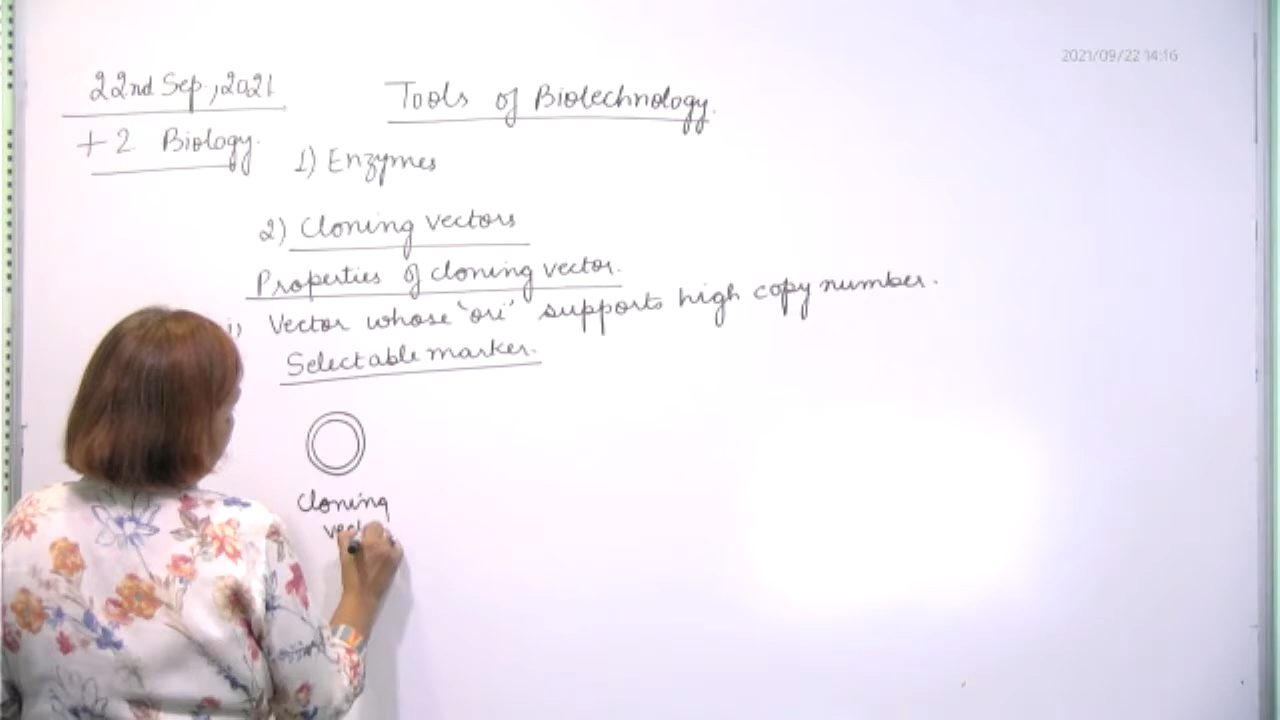 2021/09/22 14:16
22nd Sep, 2021
Tools of Biotechnology.
+2 Biology.
1) Enzymes
2) Cloning vectors
Properties of cloning vector.
i) Vector whose 'ori' supports high copy number.
Selectable marker.
Cloning